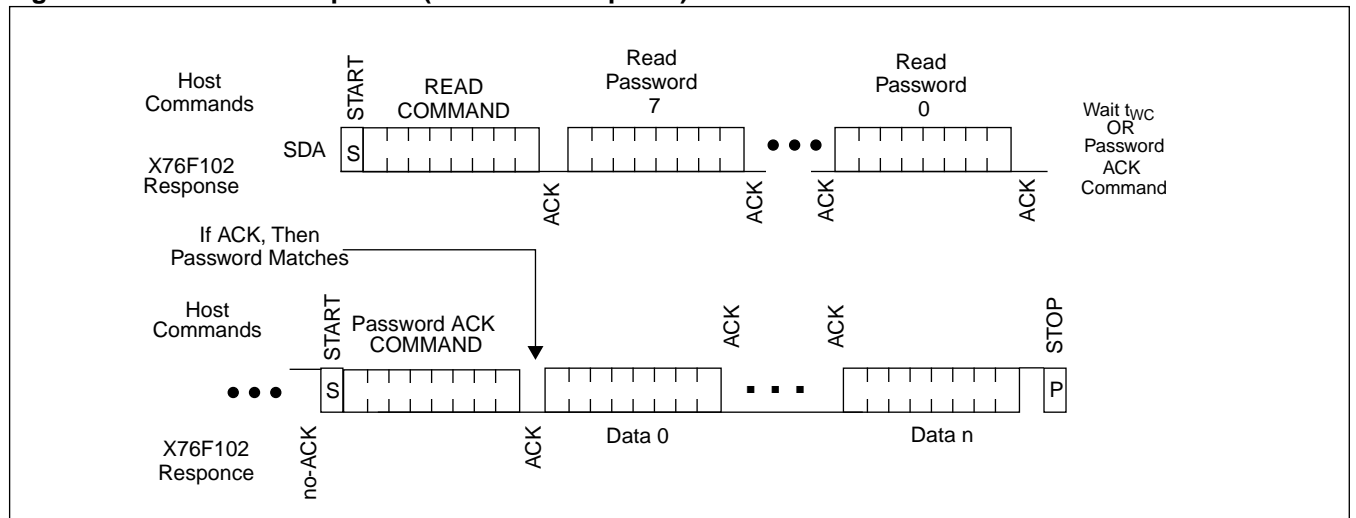 Host
Commands
START
READ
COMMAND
Read
Password
7
Read
Password
0
Wait tWC
OR
Password
ACK
Command
SDA
S
X76F102
Response
ACK
ACK
ACK
ACK
If ACK, Then
Password Matches
Host
Commands
START
Password ACK
COMMAND
ACK
ACK
STOP
S
P
X76F102
Responce
no-ACK
ACK
Data 0
Data n